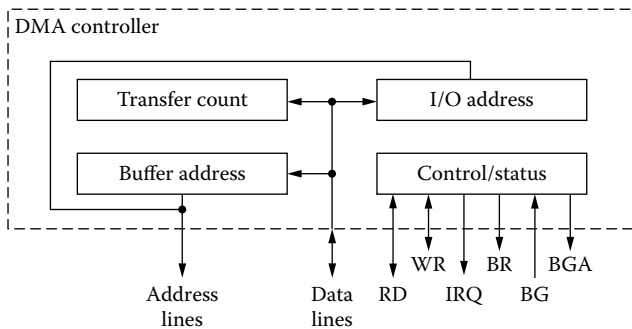 DMA controller
Transfer count
I/O address
Buffer address
Control/status
WR
BR
BGA
Address
lines
Data
lines
RD
IRQ
BG